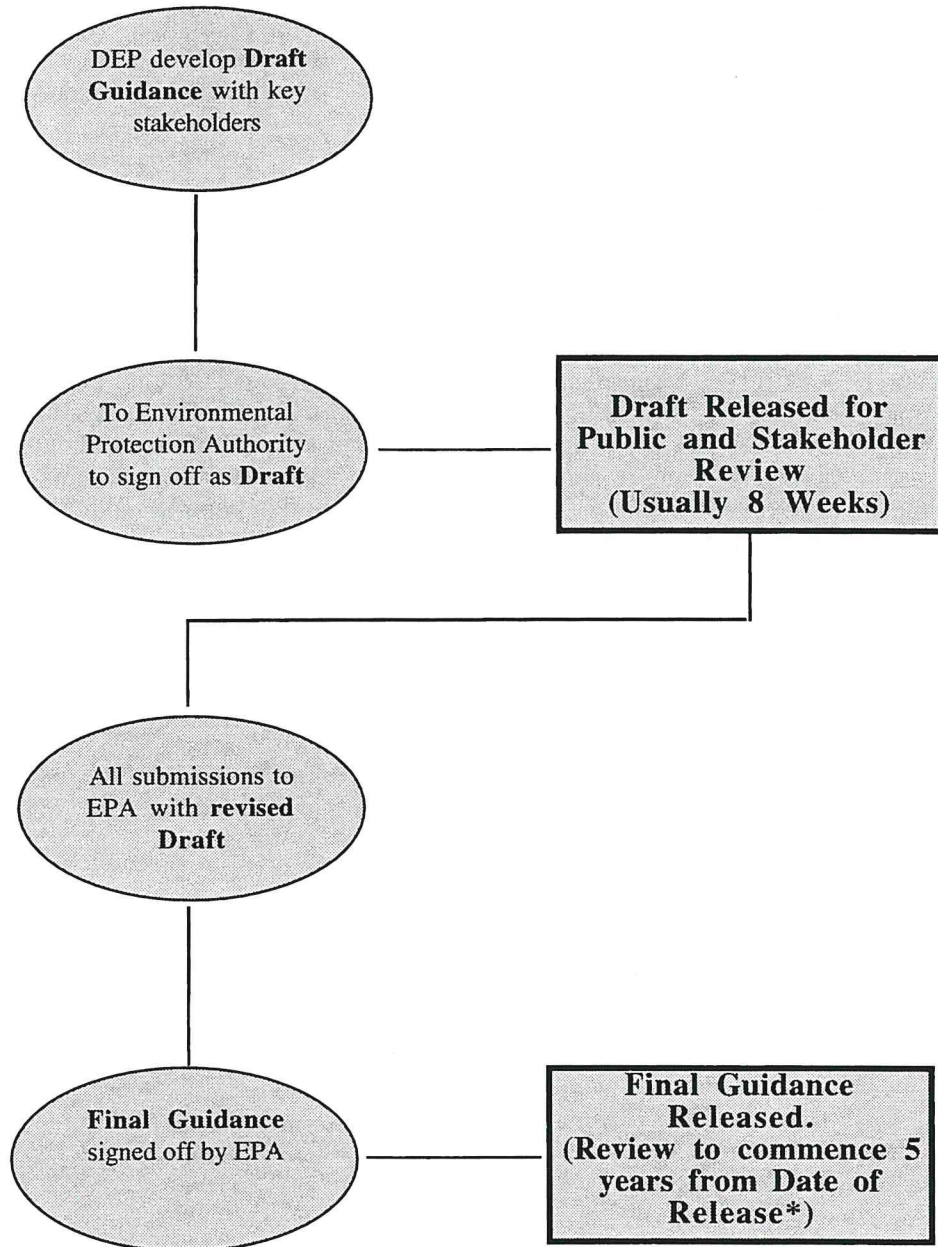 DEP develop Draft
Guidance with key
stakeholders
To Environmental
Protection Authority
to sign off as Draft
Draft Released for
Public and Stakeholder
Review
(Usually 8 Weeks)
All submissions to
EPA with revised
Draft
Final Guidance
signed off by EPA
Final Guidance
Released.
(Review to commence 5
years from Date of
Release*)